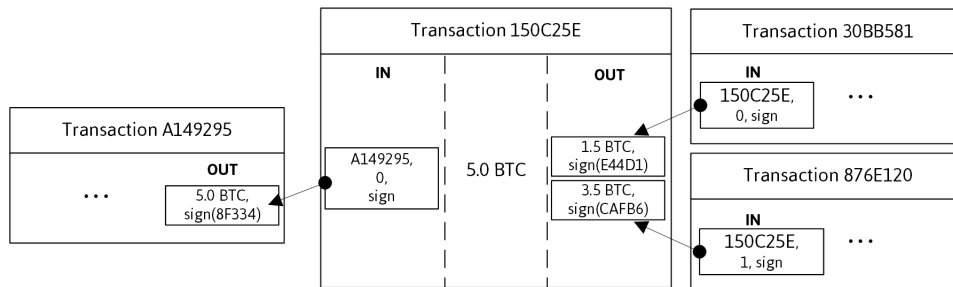 Transaction A149295
OUT
...
5.0 BTC,
sign(8F334)
Transaction 150C25E
IN
OUT
A149295,
0,
sign
5.0 BTC
1.5 BTC,
sign(E44D1)
3.5 BTC,
sign(CAFB6)
Transaction 30BB581
IN
150C25E,
0, sign
...
Transaction 876E120
IN
150C25E,
1, sign
...